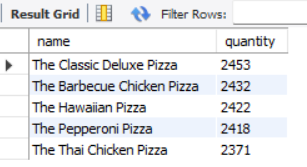 Result Grid Filter Rows:
name quantity
The Classic Deluxe Pizza 2453
The Barbecue Chicken Pizza 2432
The Hawaiian Pizza 2422
The Pepperoni Pizza 2418
The Thai Chicken Pizza 2371